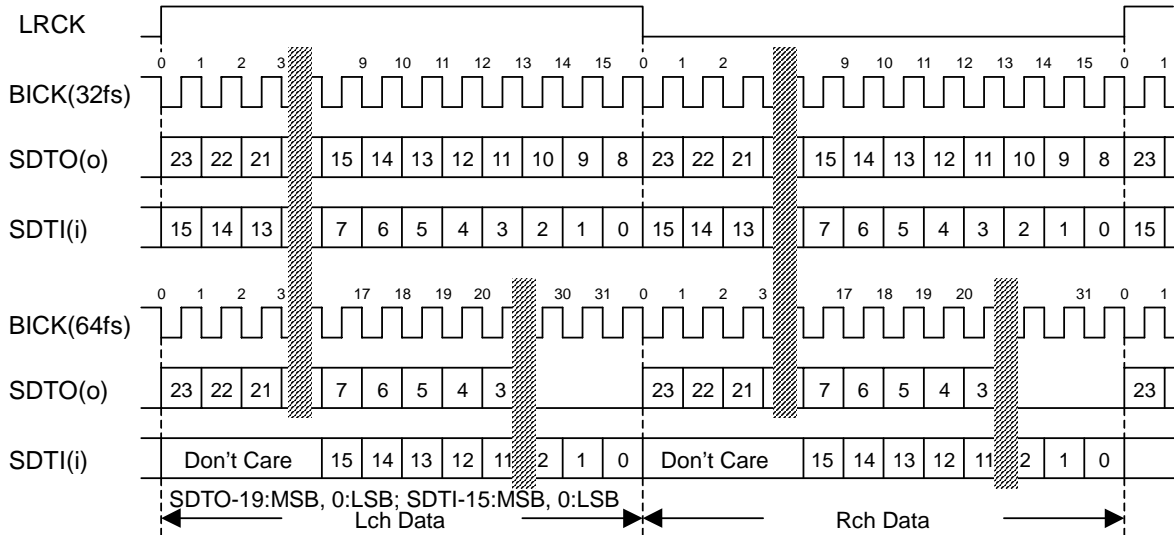 LRCK
0 1 2 3 9 10 11 12 13 14 15 0 1 2 9 10 11 12 13 14 15 0 1
BICK(32fs)
SDTO(o) 23 22 21 15 14 13 12 11 10 9 8 23 22 21 15 14 13 12 11 10 9 8 23
SDTI(i) 15 14 13 7 6 5 4 3 2 1 0 15 14 13 7 6 5 4 3 2 1 0 15
0 1 2 3 17 18 19 20 30 31 0 1 2 3 17 18 19 20 31 0 1
BICK(64fs)
SDTO(o) 23 22 21 7 6 5 4 3 23 22 21 7 6 5 4 3 23
SDTI(i) Don't Care 15 14 13 12 11 2 1 0 Don't Care 15 14 13 12 11 2 1 0
SDTO-19:MSB, 0:LSB; SDTI-15:MSB, 0:LSB
Lch Data Rch Data